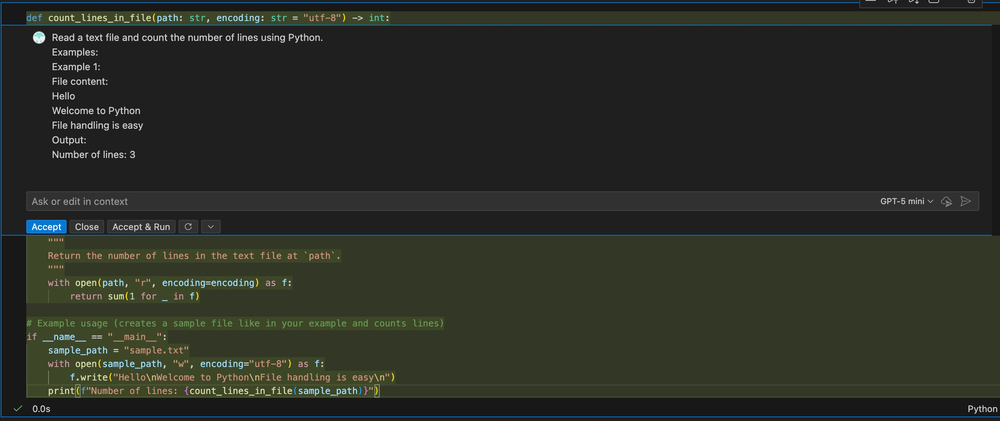 def count_lines_in_file(path: str, encoding: str = "utf-8") -> int:
Read a text file and count the number of lines using Python.
Examples:
Example 1:
File content:
Hello
Welcome to Python
File handling is easy
Output:
Number of lines: 3
Ask or edit in context
GPT-5 mini
Accept
Close
Accept & Run
    """
    Return the number of lines in the text file at `path`.
    """
    with open(path, "r", encoding=encoding) as f:
        return sum(1 for _ in f)
# Example usage (creates a sample file like in your example and counts lines)
if __name__ == "__main__":
    sample_path = "sample.txt"
    with open(sample_path, "w", encoding="utf-8") as f:
        f.write("Hello\nWelcome to Python\nFile handling is easy\n")
    print(f"Number of lines: {count_lines_in_file(sample_path)}")
0.0s
Python